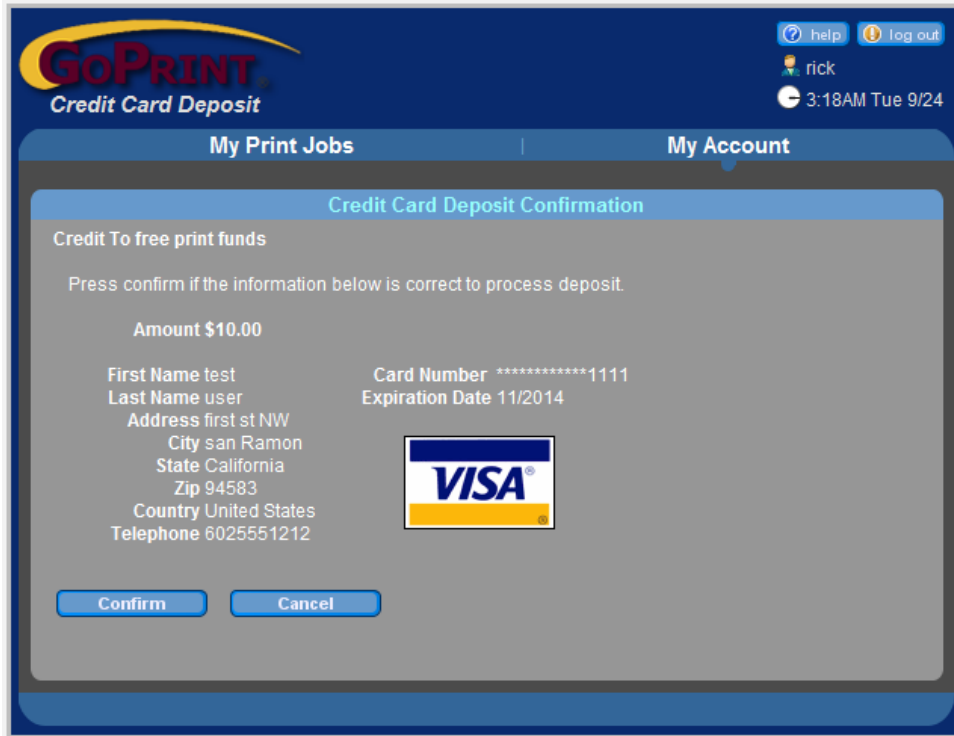 GOPRINT®
Credit Card Deposit
help log out
rick
3:18AM Tue 9/24
My Print Jobs | My Account
Credit Card Deposit Confirmation
Credit To free print funds
Press confirm if the information below is correct to process deposit.
Amount $10.00
First Name test Card Number ************1111
Last Name user Expiration Date 11/2014
Address first st NW
City san Ramon
State California
Zip 94583
Country United States
Telephone 6025551212
VISA®
®
Confirm Cancel